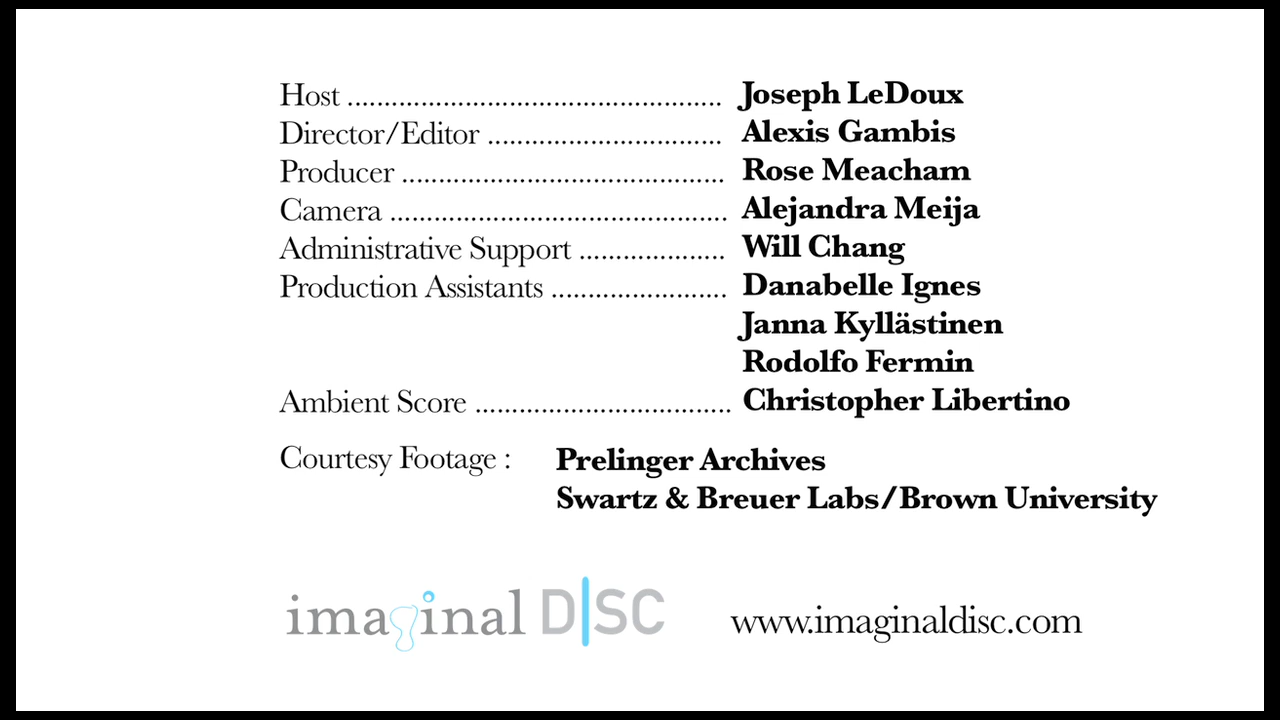 Host ................................................... Joseph LeDoux
Director/Editor ................................ Alexis Gambis
Producer ............................................ Rose Meacham
Camera .............................................. Alejandra Meija
Administrative Support .................... Will Chang
Production Assistants ........................ Danabelle Ignes
Janna Kyllästinen
Rodolfo Fermin
Ambient Score ................................... Christopher Libertino
Courtesy Footage : Prelinger Archives
Swartz & Breuer Labs/Brown University
imaginal DISC www.imaginaldisc.com